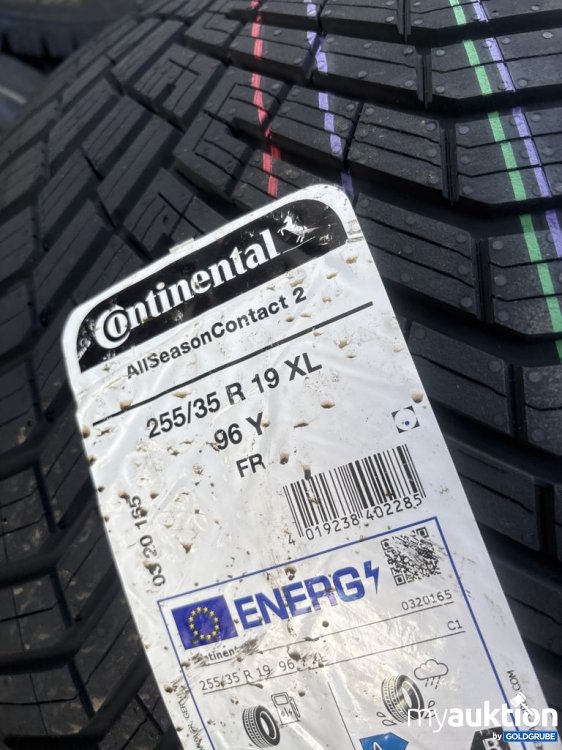 Continental
AllSeasonContact 2
255/35 R 19 XL
96 Y
FR
03 20 165
4 019238 402285
ENERG
0320165
C1
255/35 R 19 96 Y XL
myauktion
by GOLDGRUBE